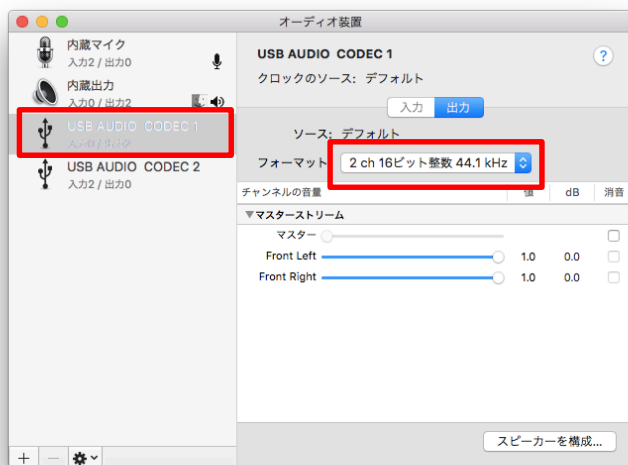 オーディオ装置
内蔵マイク
入力2 / 出力0
内蔵出力
入力0 / 出力2
USB AUDIO  CODEC 1
USB AUDIO  CODEC 2
入力2 / 出力0
USB AUDIO  CODEC 1
?
クロックのソース: デフォルト
入力 出力
ソース: デフォルト
フォーマット 2 ch 16ビット整数 44.1 kHz
チャンネルの音量 値 dB 消音
▼マスターストリーム
マスター
Front Left 1.0 0.0
Front Right 1.0 0.0
スピーカーを構成...